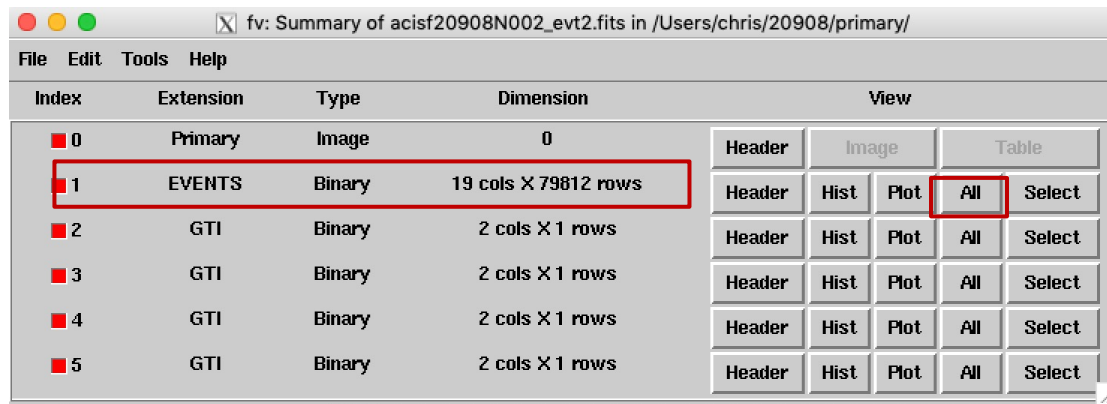 fv: Summary of acisf20908N002_evt2.fits in /Users/chris/20908/primary/
File Edit Tools Help
Index Extension Type Dimension View
0 Primary Image 0 Header Image Table
1 EVENTS Binary 19 cols X 79812 rows Header Hist Plot All Select
2 GTI Binary 2 cols X 1 rows Header Hist Plot All Select
3 GTI Binary 2 cols X 1 rows Header Hist Plot All Select
4 GTI Binary 2 cols X 1 rows Header Hist Plot All Select
5 GTI Binary 2 cols X 1 rows Header Hist Plot All Select